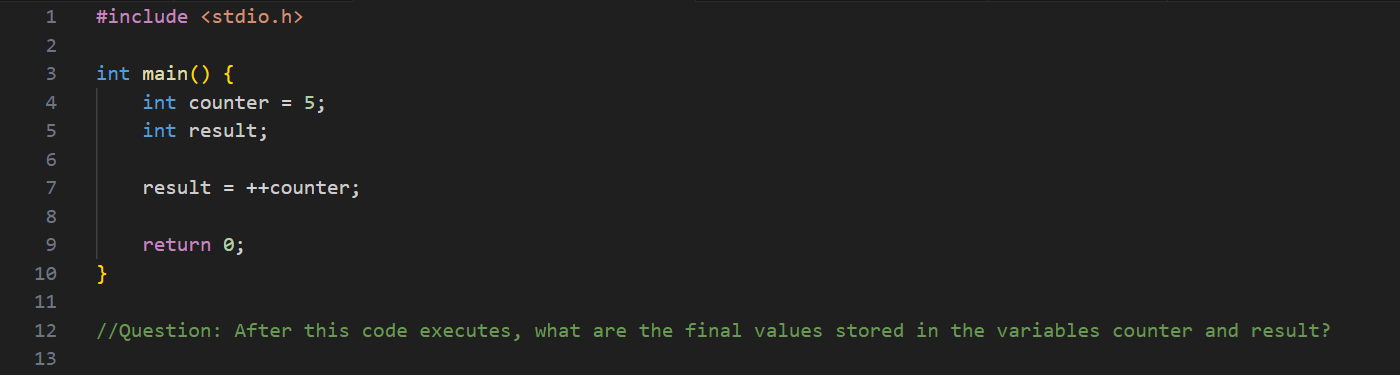 1 #include <stdio.h>
2
3 int main() {
4     int counter = 5;
5     int result;
6
7     result = ++counter;
8
9     return 0;
10 }
11
12 //Question: After this code executes, what are the final values stored in the variables counter and result?
13